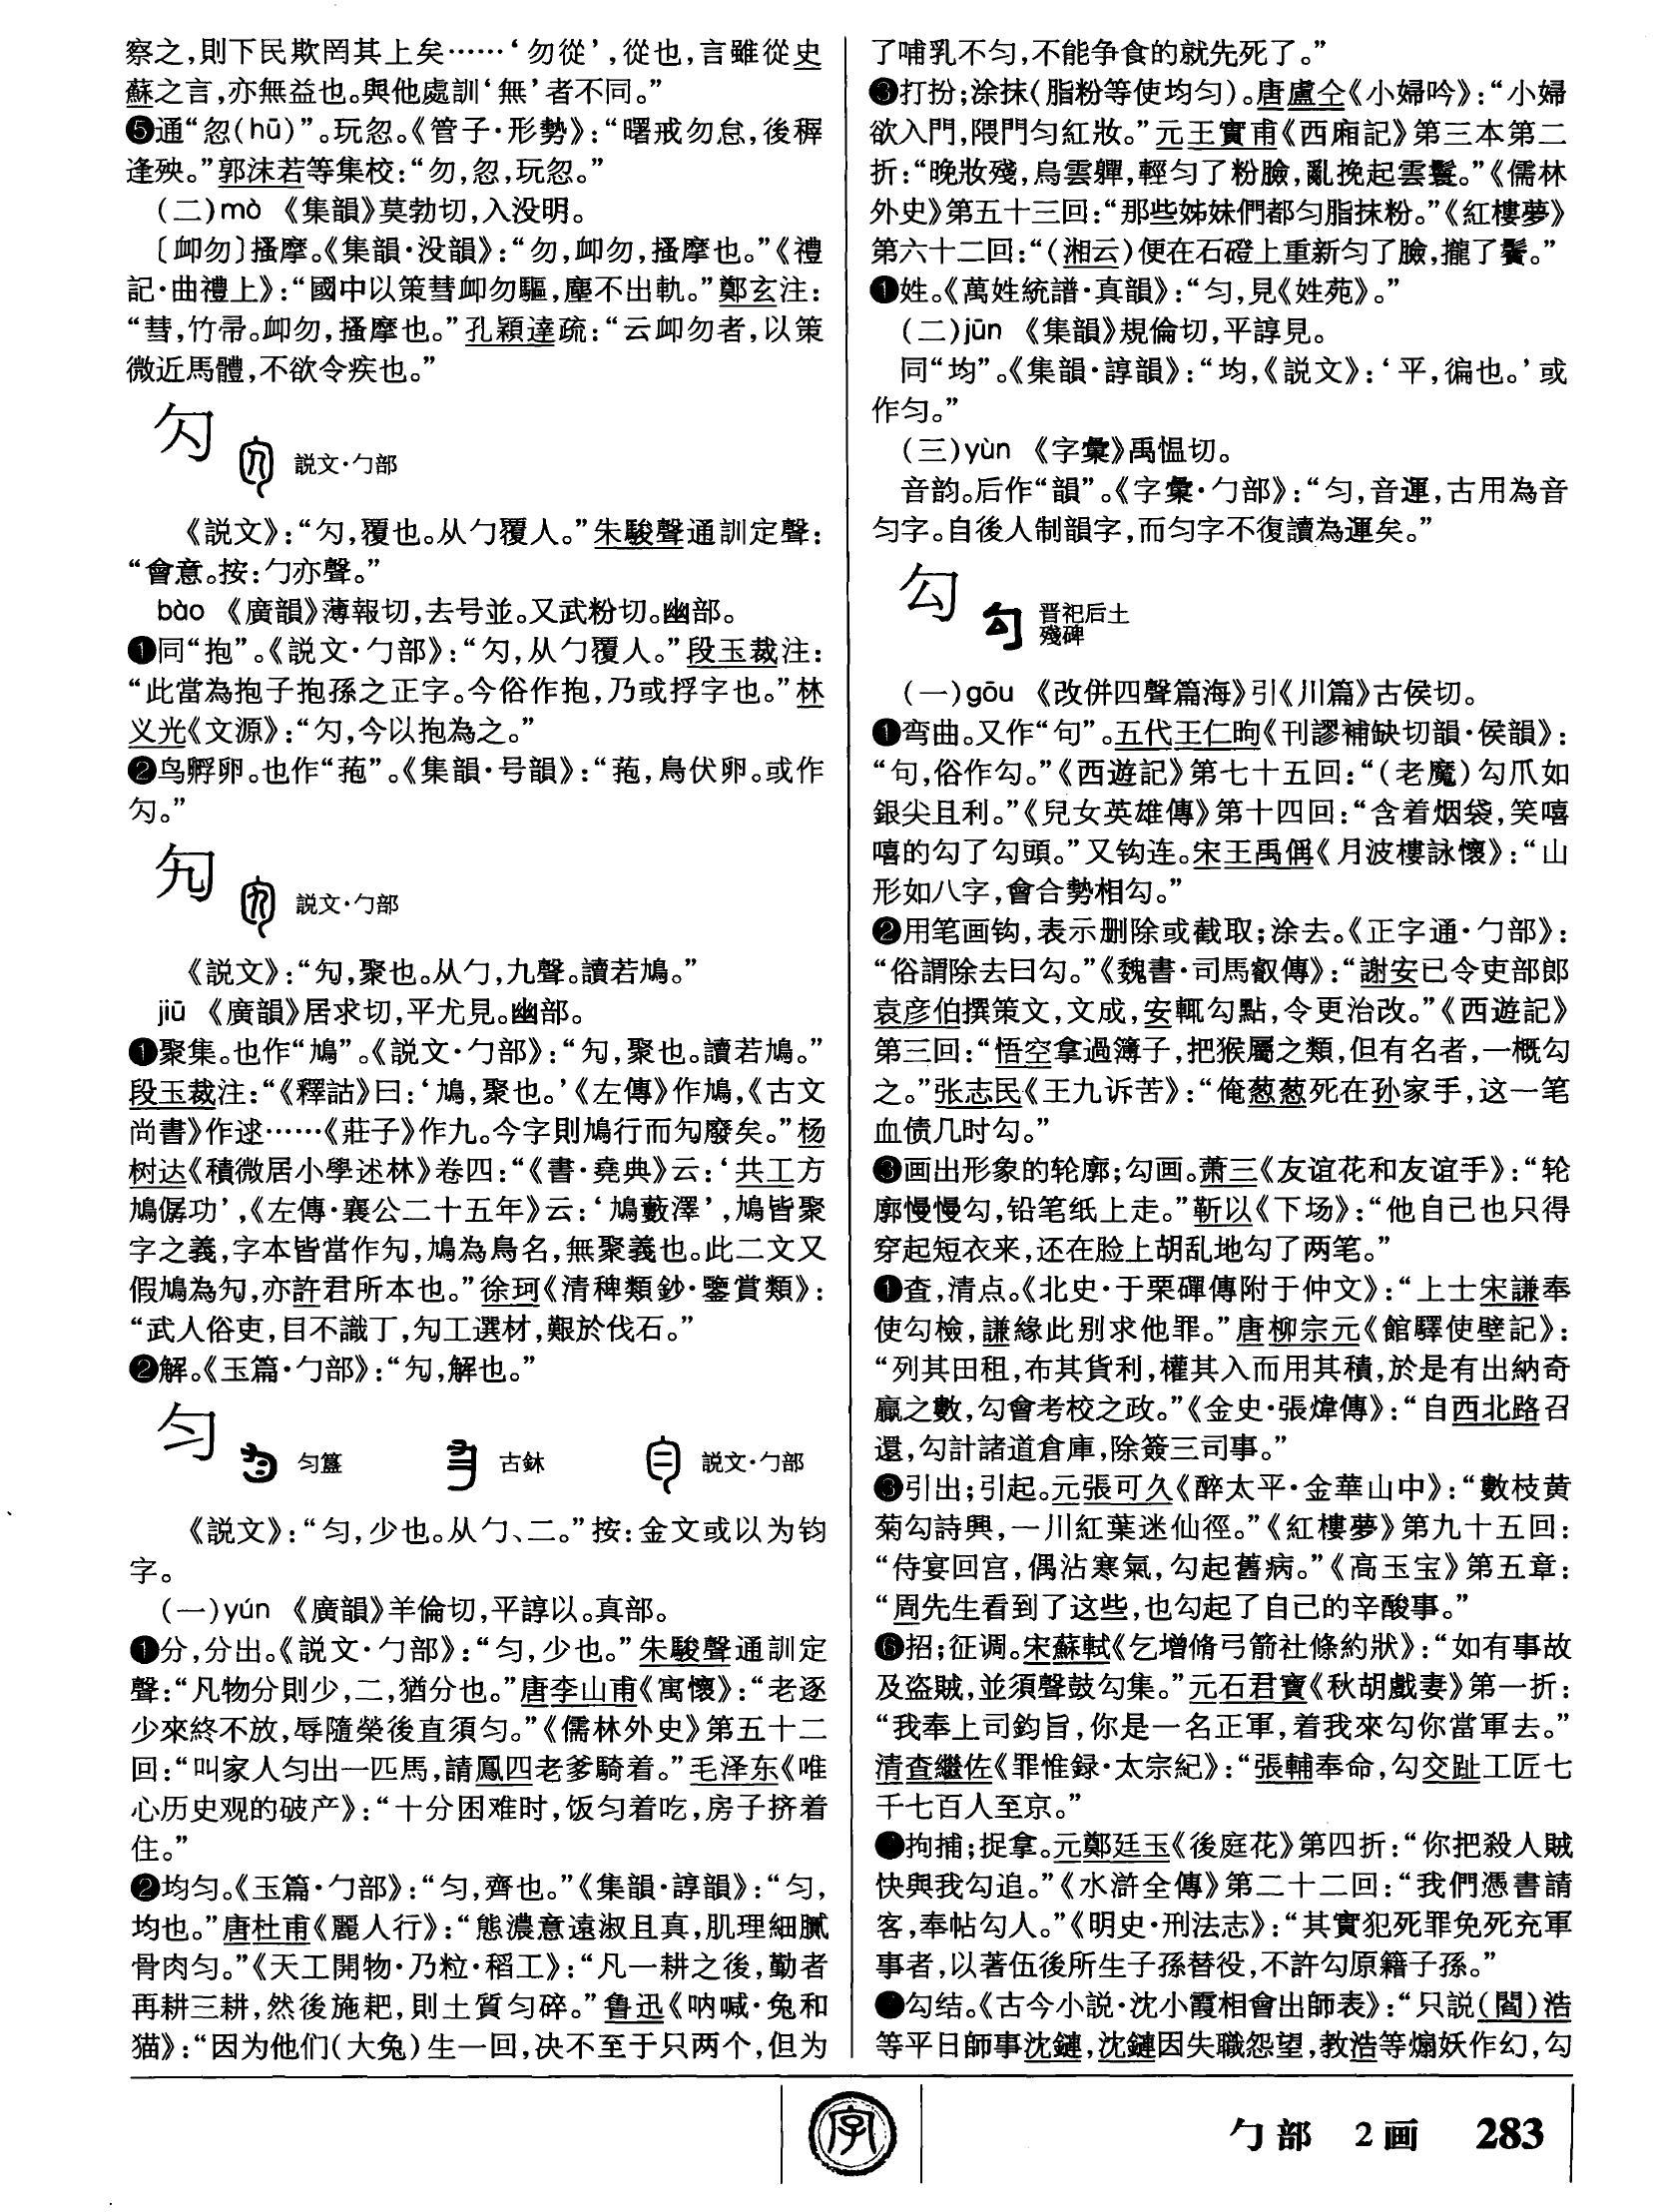 察之,則下民欺罔其上矣……‘勿從’,從也,言雖從史
蘇之言,亦無益也。與他處訓‘無’者不同。”
❺通“忽(hū)”。玩忽。《管子·形勢》:“曙戒勿怠,後穉
逢殃。”郭沫若等集校:“勿,忽,玩忽。”
(二)mò 《集韻》莫勃切,入没明。
〔卹勿〕搔摩。《集韻·没韻》:“勿,卹勿,搔摩也。”《禮
記·曲禮上》:“國中以策彗卹勿驅,塵不出軌。”鄭玄注:
“彗,竹帚。卹勿,搔摩也。”孔穎達疏:“云卹勿者,以策
微近馬體,不欲令疾也。”
勽 説文·勹部
《説文》:“勽,覆也。从勹覆人。”朱駿聲通訓定聲:
“會意。按:勹亦聲。”
bào 《廣韻》薄報切,去号並。又武粉切。幽部。
❶同“抱”。《説文·勹部》:“勽,从勹覆人。”段玉裁注:
“此當為抱子抱孫之正字。今俗作抱,乃或捊字也。”林
义光《文源》:“勽,今以抱為之。”
❷鸟孵卵。也作“菢”。《集韻·号韻》:“菢,鳥伏卵。或作
勽。”
勼 説文·勹部
《説文》:“勼,聚也。从勹,九聲。讀若鳩。”
jiū 《廣韻》居求切,平尤見。幽部。
❶聚集。也作“鳩”。《説文·勹部》:“勼,聚也。讀若鳩。”
段玉裁注:“《釋詁》曰:‘鳩,聚也。’《左傳》作鳩,《古文
尚書》作逑……《莊子》作九。今字則鳩行而勼廢矣。”杨
树达《積微居小學述林》卷四:“《書·堯典》云:‘共工方
鳩僝功’,《左傳·襄公二十五年》云:‘鳩藪澤’,鳩皆聚
字之義,字本皆當作勼,鳩為鳥名,無聚義也。此二文又
假鳩為勼,亦許君所本也。”徐珂《清稗類鈔·鑒賞類》:
“武人俗吏,目不識丁,勼工選材,艱於伐石。”
❷解。《玉篇·勹部》:“勼,解也。”
匀 匀簋 古鉢 説文·勹部
《説文》:“匀,少也。从勹、二。”按:金文或以为钧
字。
(一)yún 《廣韻》羊倫切,平諄以。真部。
❶分,分出。《説文·勹部》:“匀,少也。”朱駿聲通訓定
聲:“凡物分則少,二,猶分也。”唐李山甫《寓懷》:“老逐
少來終不放,辱隨榮後直須匀。”《儒林外史》第五十二
回:“叫家人匀出一匹馬,請鳳四老爹騎着。”毛泽东《唯
心历史观的破产》:“十分困难时,饭匀着吃,房子挤着
住。”
❷均匀。《玉篇·勹部》:“匀,齊也。”《集韻·諄韻》:“匀,
均也。”唐杜甫《麗人行》:“態濃意遠淑且真,肌理細膩
骨肉匀。”《天工開物·乃粒·稻工》:“凡一耕之後,勤者
再耕三耕,然後施耙,則土質匀碎。”鲁迅《呐喊·兔和
猫》:“因为他们(大兔)生一回,决不至于只两个,但为
了哺乳不匀,不能争食的就先死了。”
❸打扮;涂抹(脂粉等使均匀)。唐盧仝《小婦吟》:“小婦
欲入門,隈門匀紅妝。”元王實甫《西廂記》第三本第二
折:“晚妝殘,烏雲嚲,輕匀了粉臉,亂挽起雲鬟。”《儒林
外史》第五十三回:“那些姊妹們都匀脂抹粉。”《紅樓夢》
第六十二回:“(湘云)便在石磴上重新匀了臉,攏了鬢。”
❶姓。《萬姓統譜·真韻》:“匀,見《姓苑》。”
(二)jūn 《集韻》規倫切,平諄見。
同“均”。《集韻·諄韻》:“均,《説文》:‘平,徧也。’或
作匀。”
(三)yùn 《字彙》禹愠切。
音韵。后作“韻”。《字彙·勹部》:“匀,音運,古用為音
匀字。自後人制韻字,而匀字不復讀為運矣。”
勾 晋祀后土
殘碑
(一)gōu 《改併四聲篇海》引《川篇》古侯切。
❶弯曲。又作“句”。五代王仁昫《刊謬補缺切韻·侯韻》:
“句,俗作勾。”《西遊記》第七十五回:“(老魔)勾爪如
銀尖且利。”《兒女英雄傳》第十四回:“含着烟袋,笑嘻
嘻的勾了勾頭。”又钩连。宋王禹偁《月波樓詠懷》:“山
形如八字,會合勢相勾。”
❷用笔画钩,表示删除或截取;涂去。《正字通·勹部》:
“俗謂除去曰勾。”《魏書·司馬叡傳》:“謝安已令吏部郎
袁彦伯撰策文,文成,安輒勾點,令更治改。”《西遊記》
第三回:“悟空拿過簿子,把猴屬之類,但有名者,一概勾
之。”张志民《王九诉苦》:“俺葱葱死在孙家手,这一笔
血债几时勾。”
❸画出形象的轮廓;勾画。萧三《友谊花和友谊手》:“轮
廓慢慢勾,铅笔纸上走。”靳以《下场》:“他自己也只得
穿起短衣来,还在脸上胡乱地勾了两笔。”
❶查,清点。《北史·于栗磾傳附于仲文》:“上士宋謙奉
使勾檢,謙緣此别求他罪。”唐柳宗元《館驛使壁記》:
“列其田租,布其貨利,權其入而用其積,於是有出納奇
贏之數,勾會考校之政。”《金史·張煒傳》:“自西北路召
還,勾計諸道倉庫,除簽三司事。”
❸引出;引起。元張可久《醉太平·金華山中》:“數枝黄
菊勾詩興,一川紅葉迷仙徑。”《紅樓夢》第九十五回:
“侍宴回宫,偶沾寒氣,勾起舊病。”《高玉宝》第五章:
“周先生看到了这些,也勾起了自己的辛酸事。”
❻招;征调。宋蘇軾《乞增脩弓箭社條約狀》:“如有事故
及盗賊,並須聲鼓勾集。”元石君寶《秋胡戲妻》第一折:
“我奉上司鈞旨,你是一名正軍,着我來勾你當軍去。”
清查繼佐《罪惟録·太宗紀》:“張輔奉命,勾交趾工匠七
千七百人至京。”
拘捕;捉拿。元鄭廷玉《後庭花》第四折:“你把殺人賊
快與我勾追。”《水滸全傳》第二十二回:“我們憑書請
客,奉帖勾人。”《明史·刑法志》:“其實犯死罪免死充軍
事者,以著伍後所生子孫替役,不許勾原籍子孫。”
勾结。《古今小説·沈小霞相會出師表》:“只説(閻)浩
等平日師事沈鏈,沈鏈因失職怨望,教浩等煽妖作幻,勾
字
勹部 2画 283